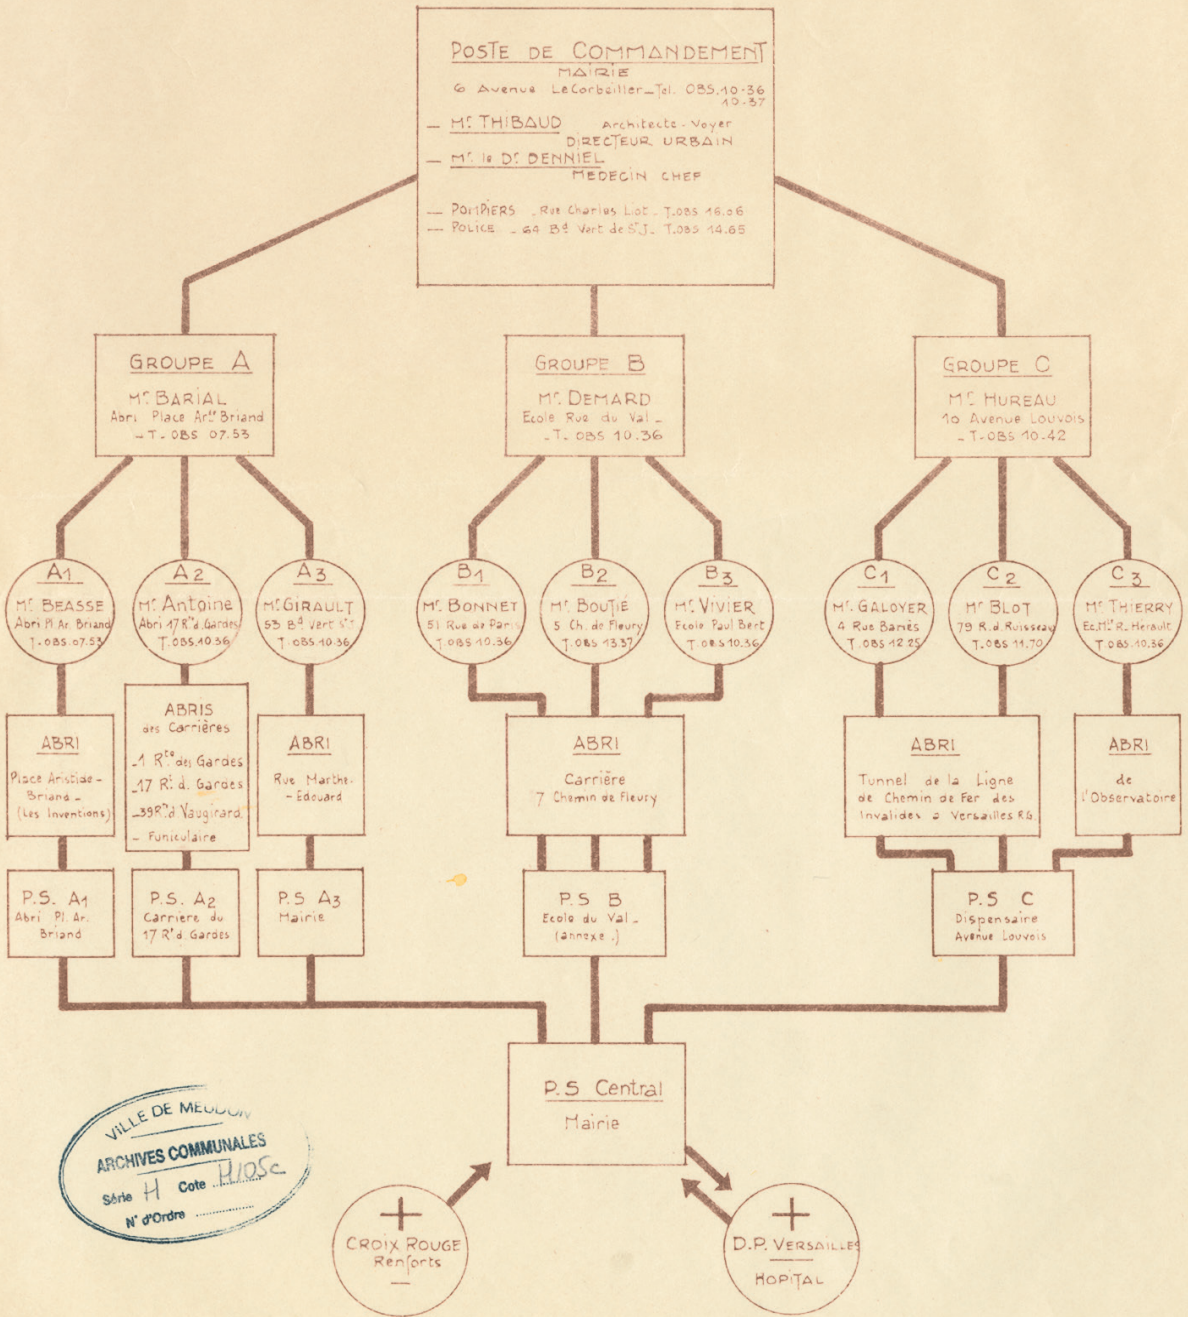 POSTE DE COMMANDEMENT
MAIRIE
6 Avenue LeCorbeiller_Tel. OBS.10-36
10-37
— Mr THIBAUD Architecte-Voyer
DIRECTEUR URBAIN
— Mr le Dr DENNIEL
MEDECIN CHEF
— POMPIERS _ Rue Charles Liot _ T.OBS 16.06
— POLICE _ 64 Bd Vert de St J_ T.OBS 14.65
GROUPE A
Mr BARIAL
Abri Place Arde Briand
- T. OBS 07.53
GROUPE B
Mr DEMARD
Ecole Rue du Val _
- T. OBS 10.36
GROUPE C
Mr HUREAU
10 Avenue Louvois
- T. OBS 10-42
A1
Mr BEASSE
Abri Pl Ar Briand
T. OBS. 07.53
A2
Mr Antoine
Abri 17 Rte d. Gardes
T. OBS. 10.36
A3
Mr GIRAULT
53 Bd Vert
T. OBS. 10.36
B1
Mr BONNET
51 Rue de Paris
T. OBS 10.36
B2
Mr BOUTIÉ
5 Ch. de Fleury
T. OBS 13.37
B3
Mr VIVIER
Ecole Paul Bert
T. OBS 10.36
C1
Mr GALOYER
4 Rue Bariès
T. OBS 12.25
C2
Mr BLOT
79 R. d. Ruisseau
T. OBS 11.70
C3
Mr THIERRY
Ec. Mle R. Herault
T. OBS. 10.36
ABRI
Place Aristide-
Briand -
(Les Inventions)
ABRIS
des Carrières
-1 Rte des Gardes
-17 Rte d. Gardes
-39 Rte d. Vaugirard
- Funiculaire
ABRI
Rue Marthe-
-Edouard
ABRI
Carrière
7 Chemin de Fleury
ABRI
Tunnel de la Ligne
de Chemin de Fer des
Invalides a Versailles R.G.
ABRI
de
l'Observatoire
P.S. A1
Abri Pl. Ar.
Briand
P.S. A2
Carrière du
17 Rte d. Gardes
P.S A3
Mairie
P.S B
Ecole du Val _
(annexe.)
P.S C
Dispensaire
Avenue Louvois
P.S Central
Mairie
VILLE DE MEUDON
ARCHIVES COMMUNALES
Série H Cote H105c
N° d'Ordre
CROIX ROUGE
Renforts
D.P. VERSAILLES
HOPITAL